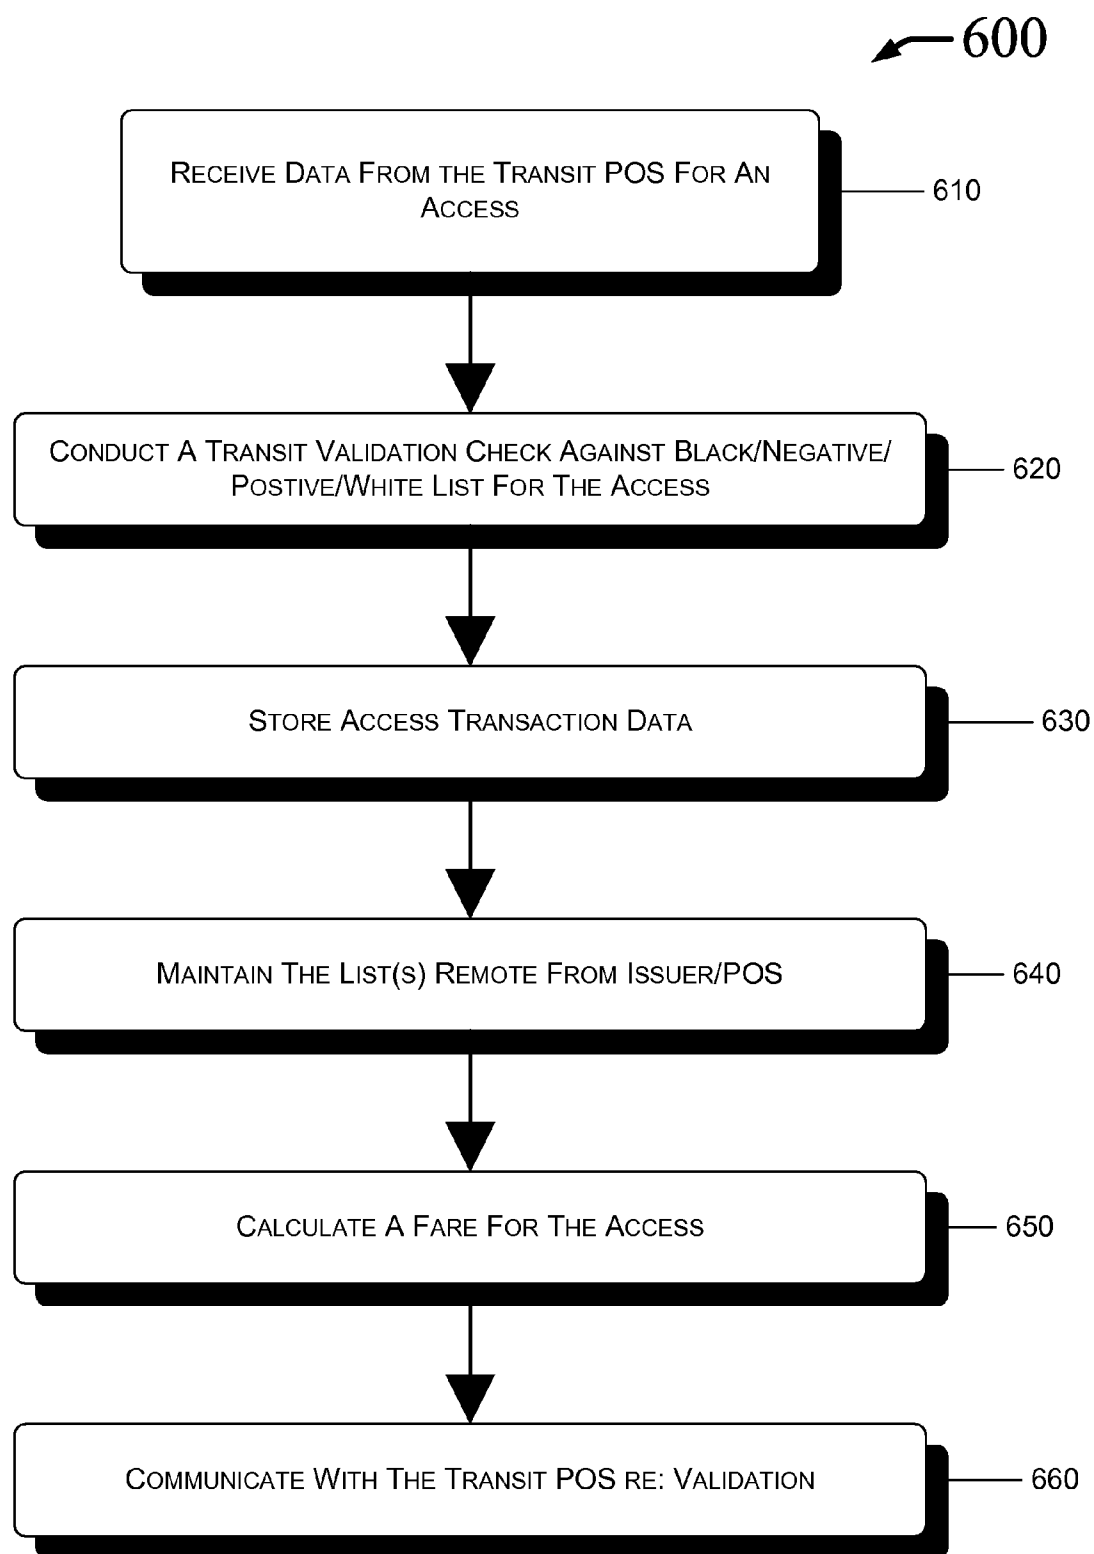 600
RECEIVE DATA FROM THE TRANSIT POS FOR AN
ACCESS
610
CONDUCT A TRANSIT VALIDATION CHECK AGAINST BLACK/NEGATIVE/
POSTIVE/WHITE LIST FOR THE ACCESS
620
STORE ACCESS TRANSACTION DATA
630
MAINTAIN THE LIST(S) REMOTE FROM ISSUER/POS
640
CALCULATE A FARE FOR THE ACCESS
650
COMMUNICATE WITH THE TRANSIT POS RE: VALIDATION
660